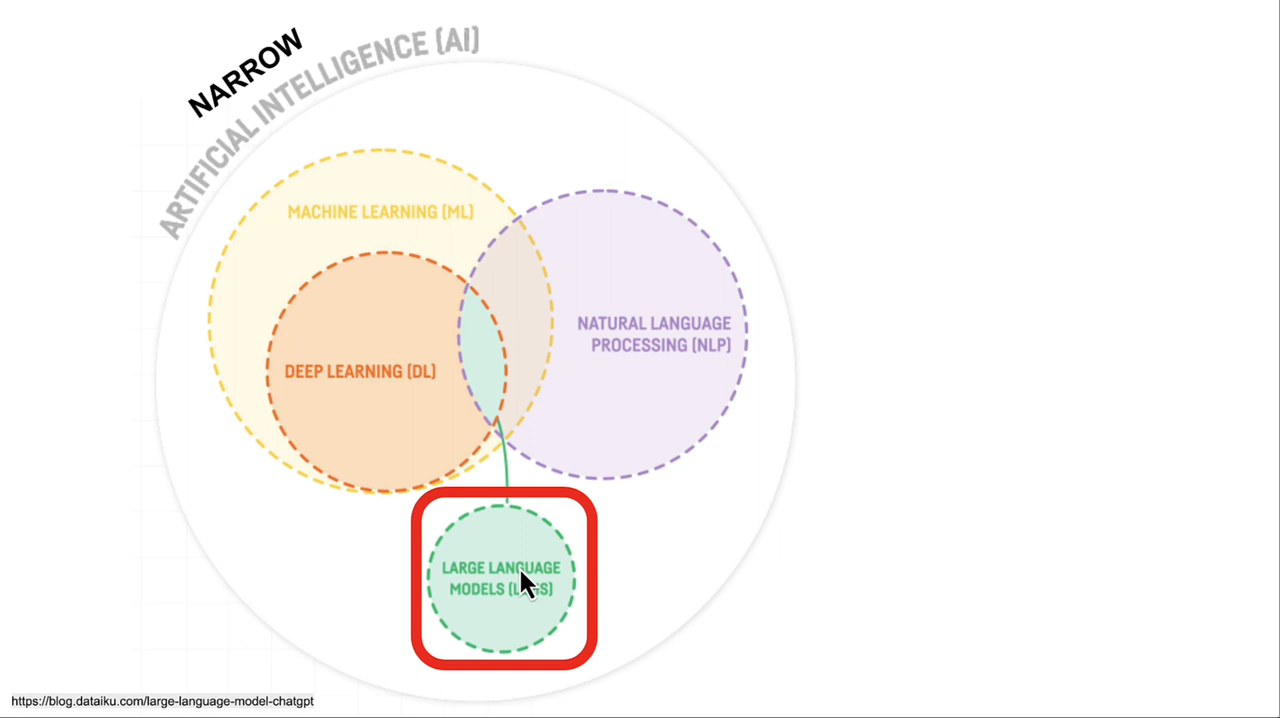 NARROW
ARTIFICIAL INTELLIGENCE (AI)
MACHINE LEARNING (ML)
NATURAL LANGUAGE
PROCESSING (NLP)
DEEP LEARNING (DL)
LARGE LANGUAGE
MODELS
https://blog.dataiku.com/large-language-model-chatgpt